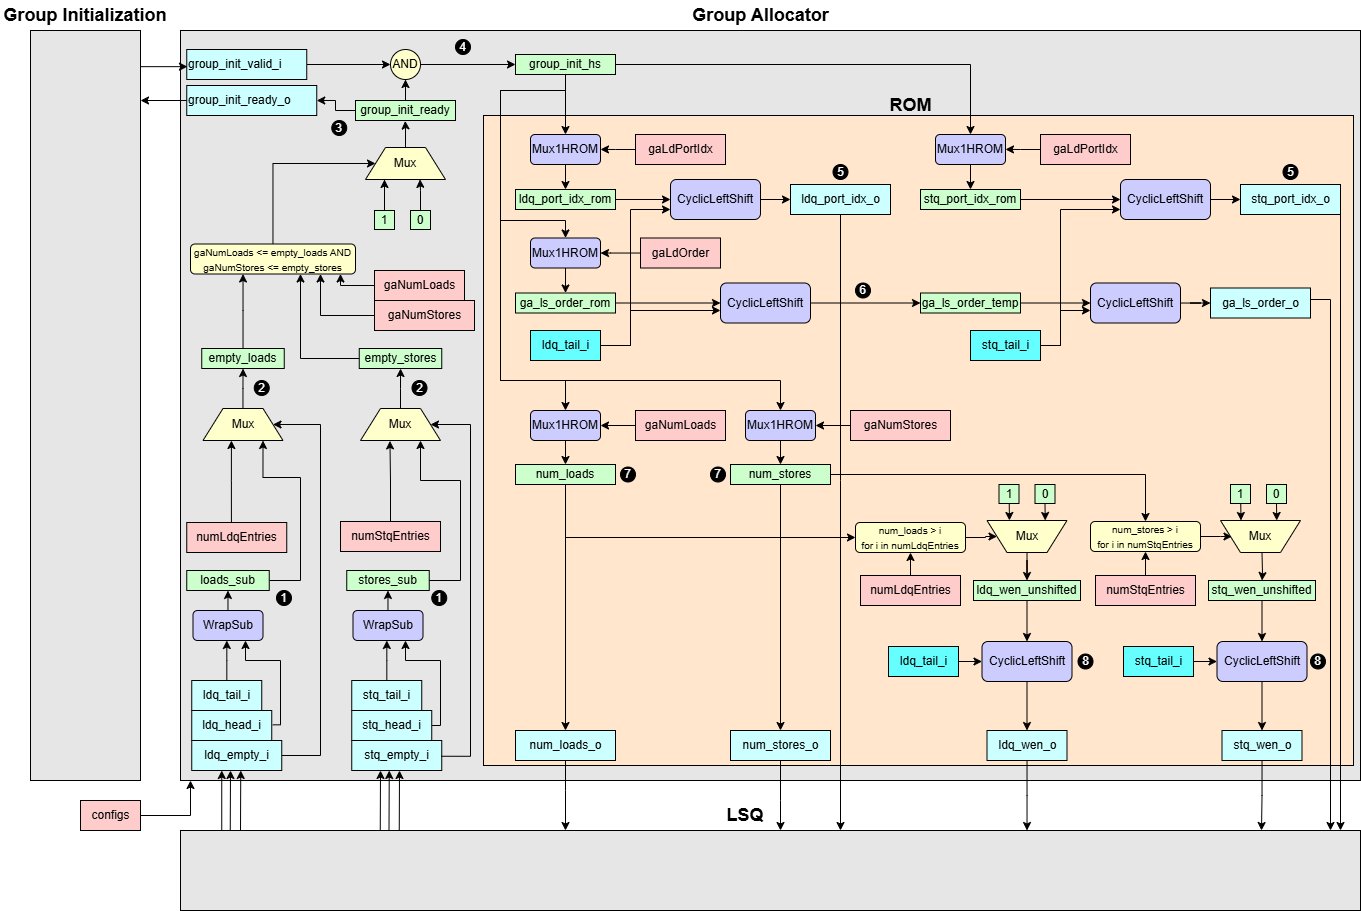 Group Initialization
Group Allocator
group_init_valid_i
AND
4
group_init_hs
group_init_ready_o
group_init_ready
3
ROM
Mux
1
0
Mux1HROM
gaLdPortIdx
Mux1HROM
gaLdPortIdx
5
5
ldq_port_idx_rom
CyclicLeftShift
ldq_port_idx_o
stq_port_idx_rom
CyclicLeftShift
stq_port_idx_o
gaNumLoads <= empty_loads AND
gaNumStores <= empty_stores
Mux1HROM
gaLdOrder
gaNumLoads
gaNumStores
6
ga_ls_order_rom
CyclicLeftShift
ga_ls_order_temp
CyclicLeftShift
ga_ls_order_o
ldq_tail_i
stq_tail_i
empty_loads
empty_stores
2
2
Mux
Mux
Mux1HROM
gaNumLoads
Mux1HROM
gaNumStores
num_loads
7
7
num_stores
1
0
1
0
numLdqEntries
numStqEntries
num_loads > i
for i in numLdqEntries
Mux
num_stores > i
for i in numStqEntries
Mux
loads_sub
stores_sub
1
1
numLdqEntries
ldq_wen_unshifted
numStqEntries
stq_wen_unshifted
WrapSub
WrapSub
ldq_tail_i
CyclicLeftShift
8
stq_tail_i
CyclicLeftShift
8
ldq_tail_i
stq_tail_i
ldq_head_i
stq_head_i
ldq_empty_i
stq_empty_i
num_loads_o
num_stores_o
ldq_wen_o
stq_wen_o
configs
LSQ